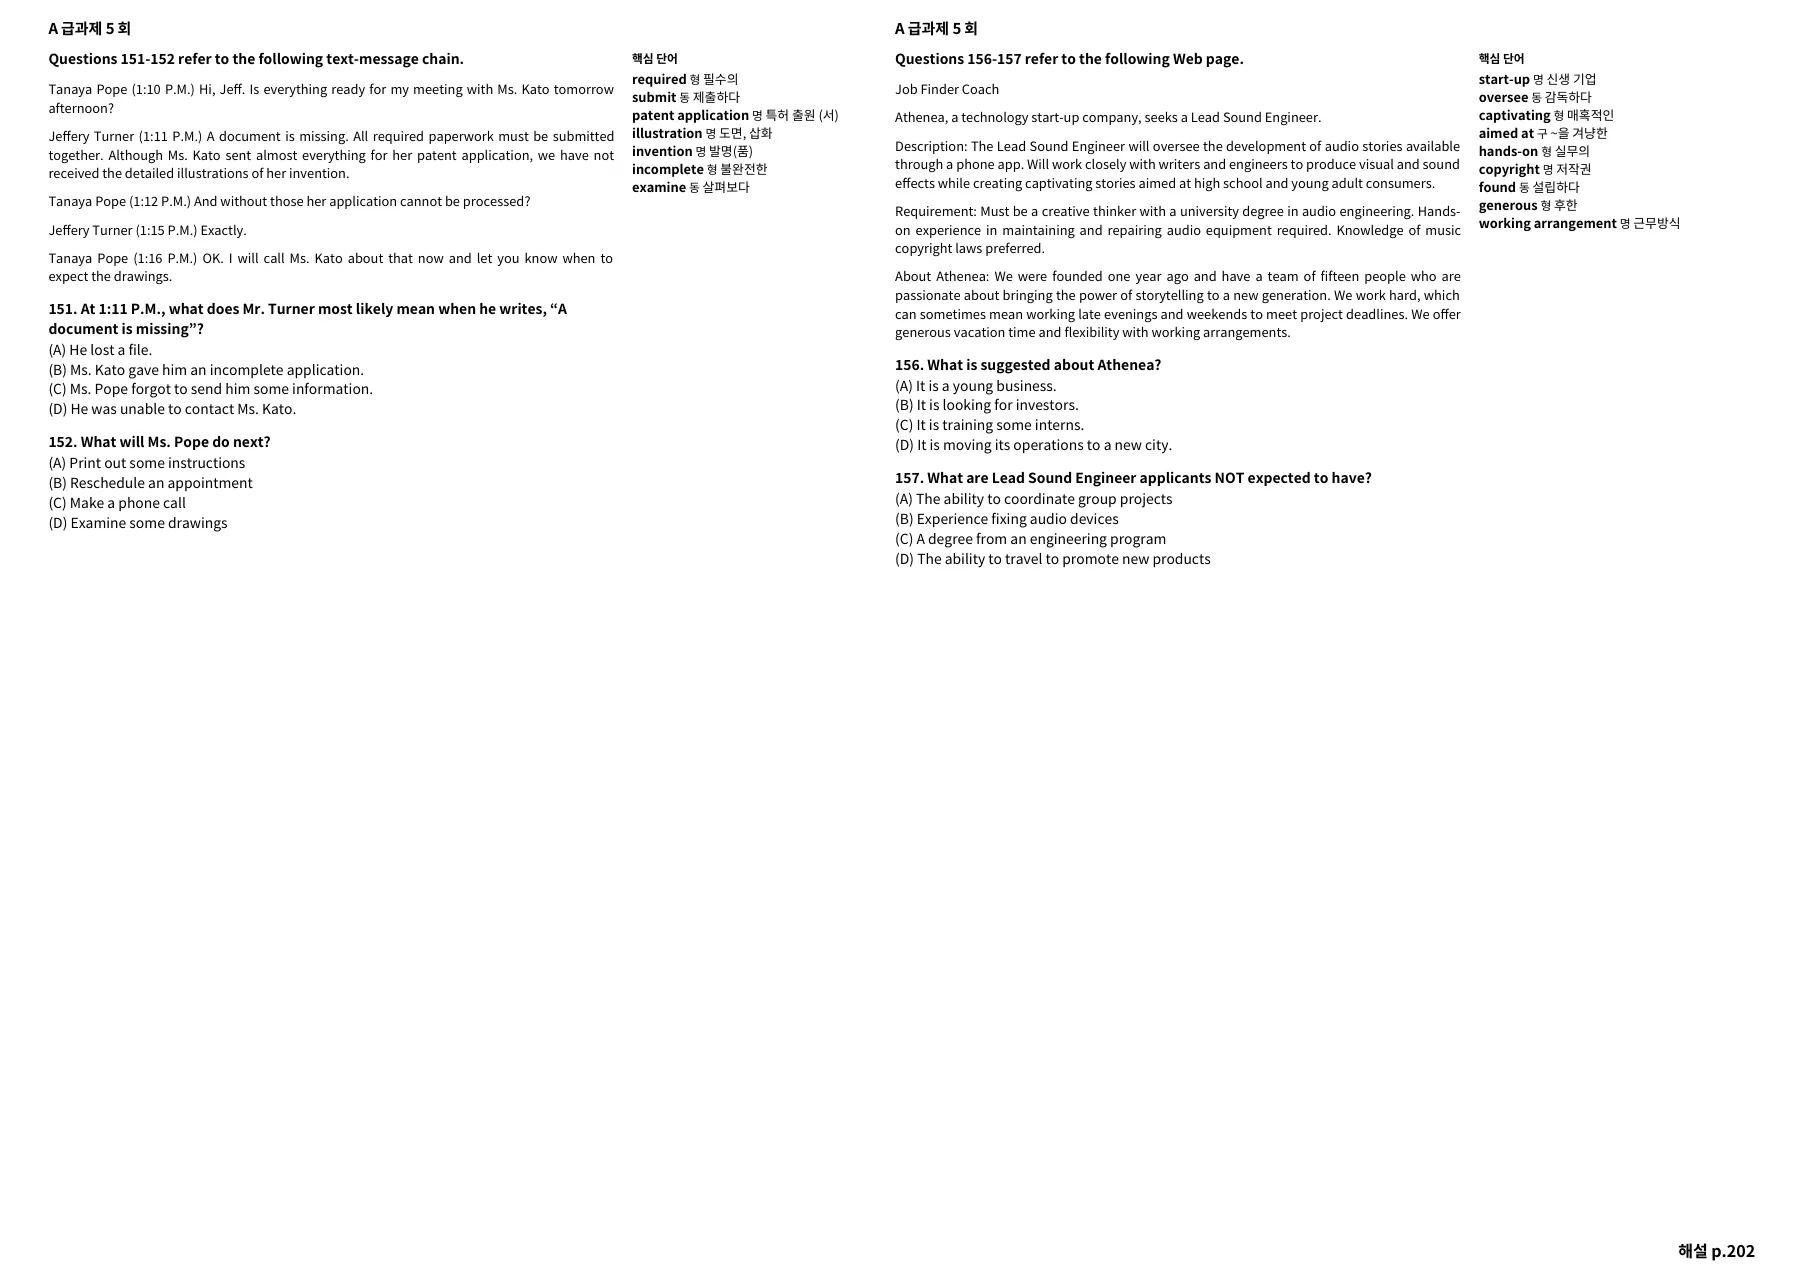 A 급과제 5 회
Questions 151-152 refer to the following text-message chain.
Tanaya Pope (1:10 P.M.) Hi, Jeff. Is everything ready for my meeting with Ms. Kato tomorrow
afternoon?
Jeffery Turner (1:11 P.M.) A document is missing. All required paperwork must be submitted
together. Although Ms. Kato sent almost everything for her patent application, we have not
received the detailed illustrations of her invention.
Tanaya Pope (1:12 P.M.) And without those her application cannot be processed?
Jeffery Turner (1:15 P.M.) Exactly.
Tanaya Pope (1:16 P.M.) OK. I will call Ms. Kato about that now and let you know when to
expect the drawings.
151. At 1:11 P.M., what does Mr. Turner most likely mean when he writes, “A
document is missing”?
(A) He lost a file.
(B) Ms. Kato gave him an incomplete application.
(C) Ms. Pope forgot to send him some information.
(D) He was unable to contact Ms. Kato.
152. What will Ms. Pope do next?
(A) Print out some instructions
(B) Reschedule an appointment
(C) Make a phone call
(D) Examine some drawings
핵심 단어
required 형 필수의
submit 동 제출하다
patent application 명 특허 출원 (서)
illustration 명 도면, 삽화
invention 명 발명(품)
incomplete 형 불완전한
examine 동 살펴보다
A 급과제 5 회
Questions 156-157 refer to the following Web page.
Job Finder Coach
Athenea, a technology start-up company, seeks a Lead Sound Engineer.
Description: The Lead Sound Engineer will oversee the development of audio stories available
through a phone app. Will work closely with writers and engineers to produce visual and sound
effects while creating captivating stories aimed at high school and young adult consumers.
Requirement: Must be a creative thinker with a university degree in audio engineering. Hands-
on experience in maintaining and repairing audio equipment required. Knowledge of music
copyright laws preferred.
About Athenea: We were founded one year ago and have a team of fifteen people who are
passionate about bringing the power of storytelling to a new generation. We work hard, which
can sometimes mean working late evenings and weekends to meet project deadlines. We offer
generous vacation time and flexibility with working arrangements.
156. What is suggested about Athenea?
(A) It is a young business.
(B) It is looking for investors.
(C) It is training some interns.
(D) It is moving its operations to a new city.
157. What are Lead Sound Engineer applicants NOT expected to have?
(A) The ability to coordinate group projects
(B) Experience fixing audio devices
(C) A degree from an engineering program
(D) The ability to travel to promote new products
핵심 단어
start-up 명 신생 기업
oversee 동 감독하다
captivating 형 매혹적인
aimed at 구 ~을 겨냥한
hands-on 형 실무의
copyright 명 저작권
found 동 설립하다
generous 형 후한
working arrangement 명 근무방식
해설 p.202